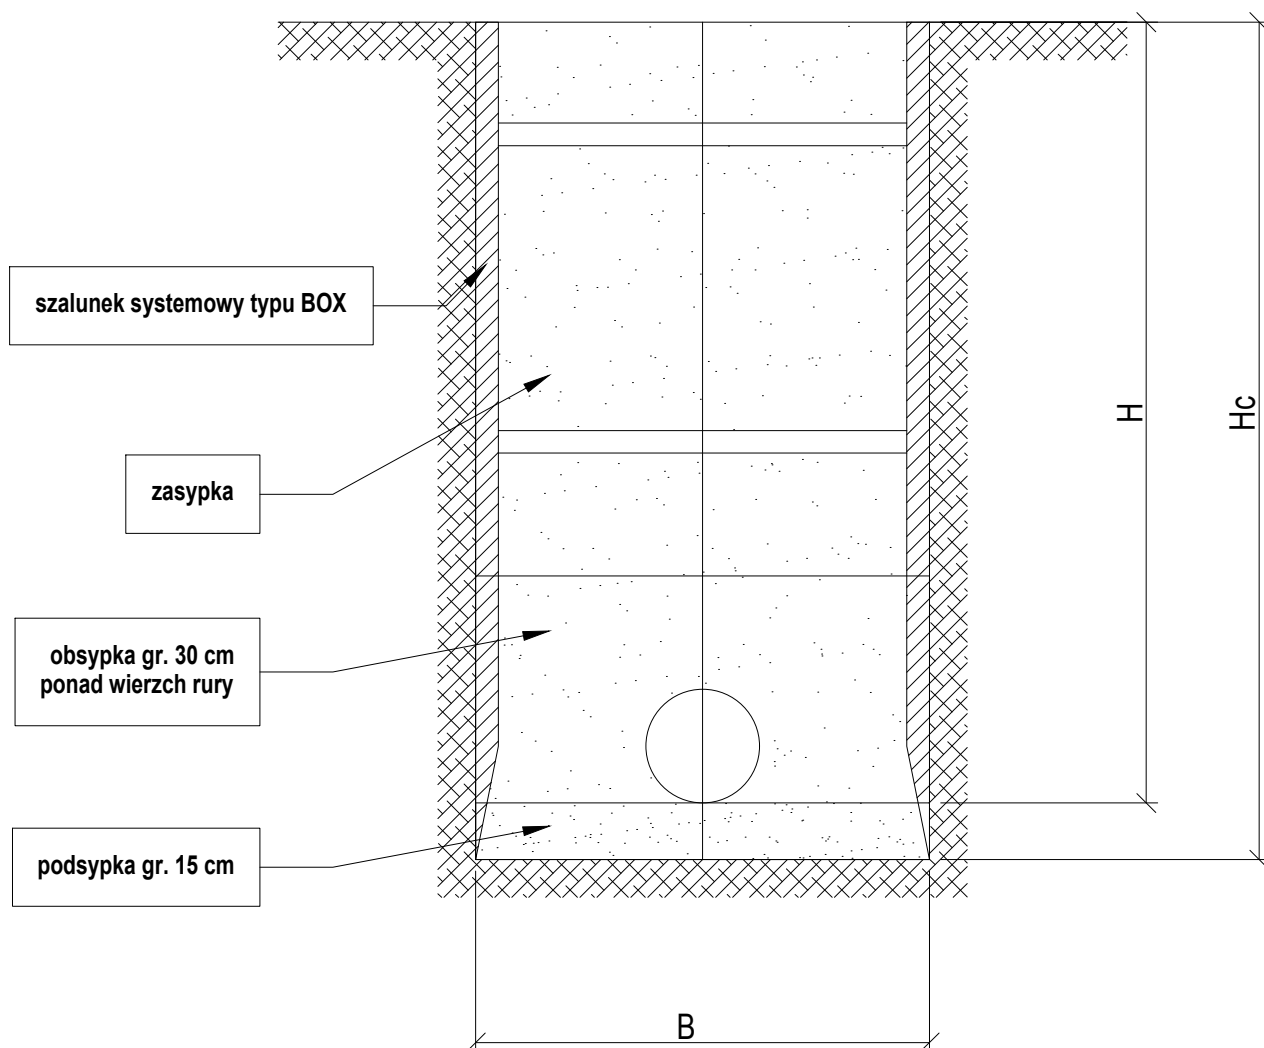 szalunek systemowy typu BOX
zasypka
obsypka gr. 30 cm
ponad wierzch rury
podsypka gr. 15 cm
H
Hc
B